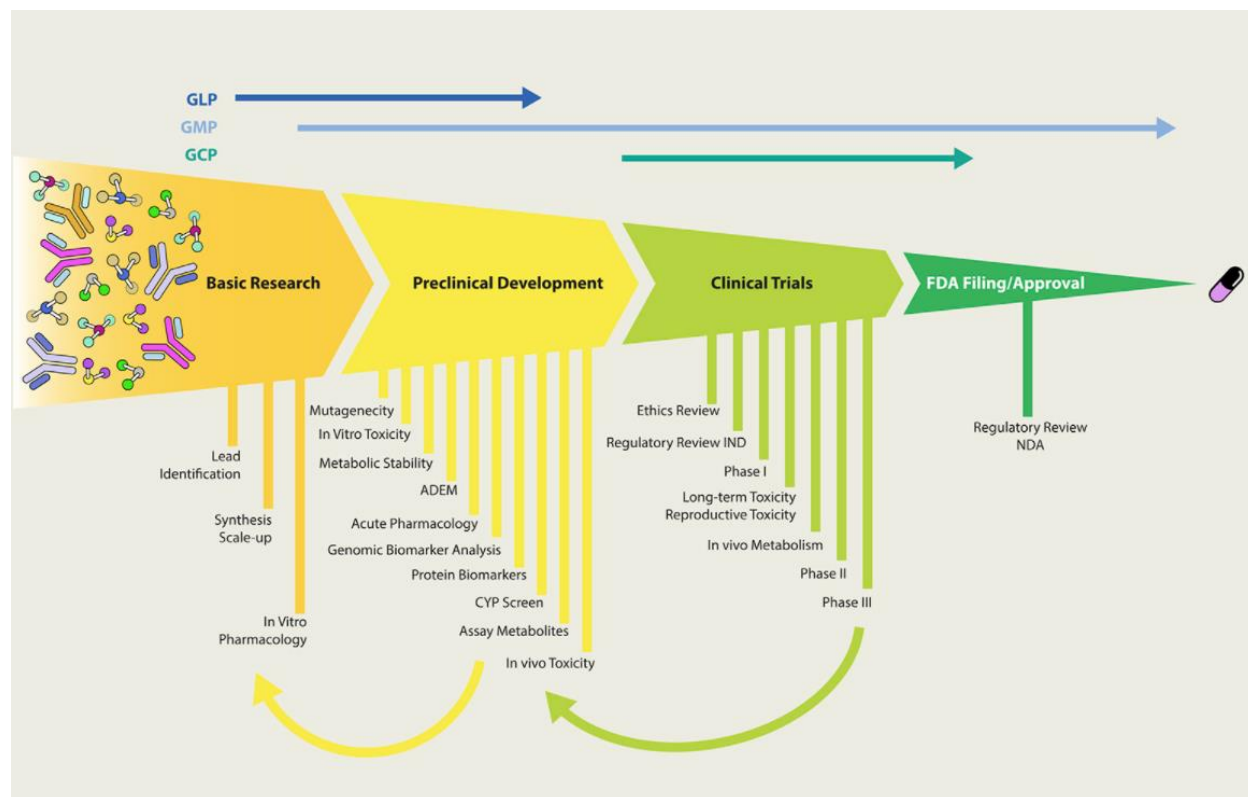 GLP
GMP
GCP
Basic Research
Preclinical Development
Clinical Trials
FDA Filing/Approval
Lead
Identification
Synthesis
Scale-up
In Vitro
Pharmacology
Mutagenecity
In Vitro Toxicity
Metabolic Stability
ADEM
Acute Pharmacology
Genomic Biomarker Analysis
Protein Biomarkers
CYP Screen
Assay Metabolites
In vivo Toxicity
Ethics Review
Regulatory Review IND
Phase I
Long-term Toxicity
Reproductive Toxicity
In vivo Metabolism
Phase II
Phase III
Regulatory Review
NDA